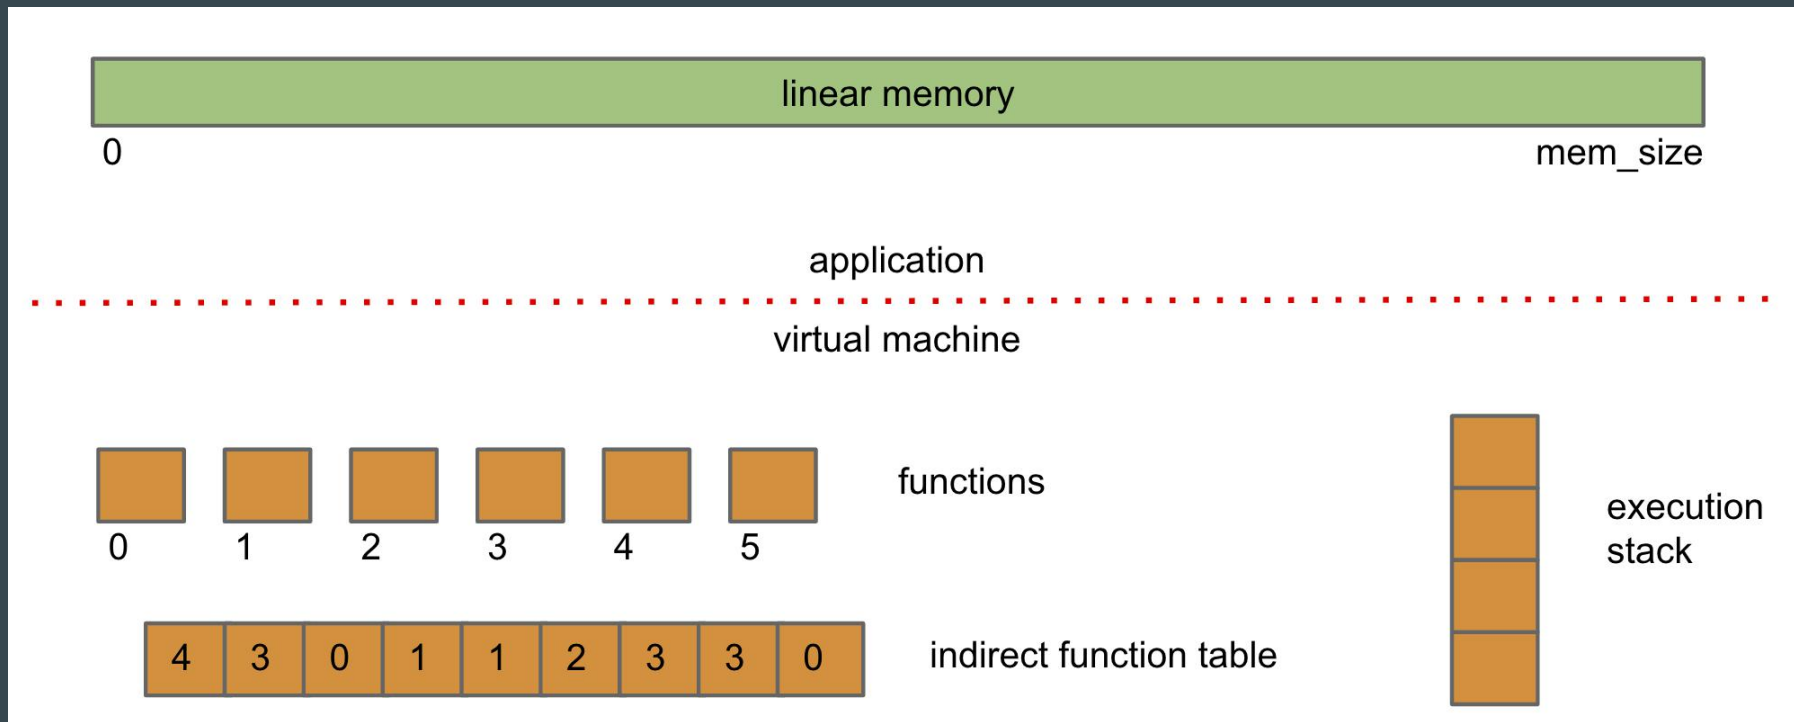 linear memory
0 mem_size
application
virtual machine
functions
0 1 2 3 4 5
execution
stack
4 3 0 1 1 2 3 3 0
indirect function table